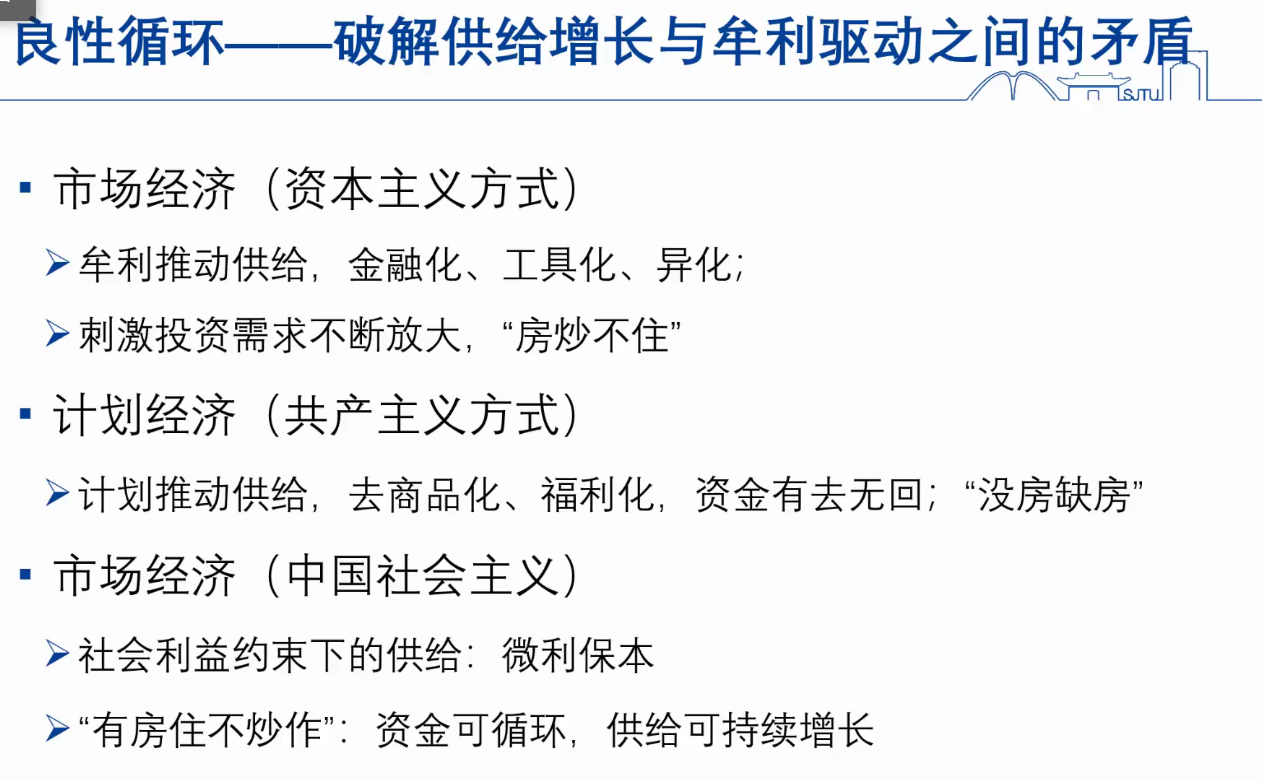 良性循环——破解供给增长与牟利驱动之间的矛盾
SJTU
▪ 市场经济（资本主义方式）
➢牟利推动供给，金融化、工具化、异化；
➢刺激投资需求不断放大，“房炒不住”
▪ 计划经济（共产主义方式）
➢计划推动供给，去商品化、福利化，资金有去无回；“没房缺房”
▪ 市场经济（中国社会主义）
➢社会利益约束下的供给：微利保本
➢“有房住不炒作”：资金可循环，供给可持续增长